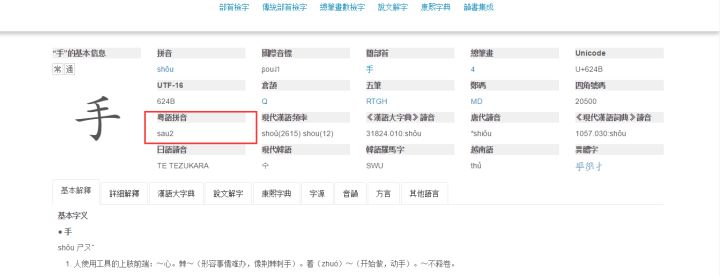 部首檢字 傳統部首檢字 總筆畫數檢字 說文解字 康熙字典 辭書集成
“手”的基本信息 拼音 國際音標 簡部首 總筆畫 Unicode
常 通 shǒu ʂou˨˩˦ 手 4 U+624B
UTF-16 倉頡 五筆 鄭碼 四角號碼
624B Q RTGH MD 20500
手
粵語拼音 現代漢語頻率 《漢語大字典》讀音 唐代讀音 《現代漢語詞典》讀音
sau2 shoǔ(2615) shou(12) 31824.010:shǒu *shiǒu 1057.030:shǒu
日語讀音 現代韓語 韓語羅馬字 越南語 異體字
TE TEZUKARA 수 SWU thủ
基本解釋 詳細解釋 漢語大字典 說文解字 康熙字典 字源 音韻 方言 其他語言
基本字义
● 手
shǒu ㄕㄡˇ
1. 人使用工具的上肢前端：～心。棘～（形容事情难办，像荆棘刺手）。着（zhuó）～（开始做，动手）。～不释卷。